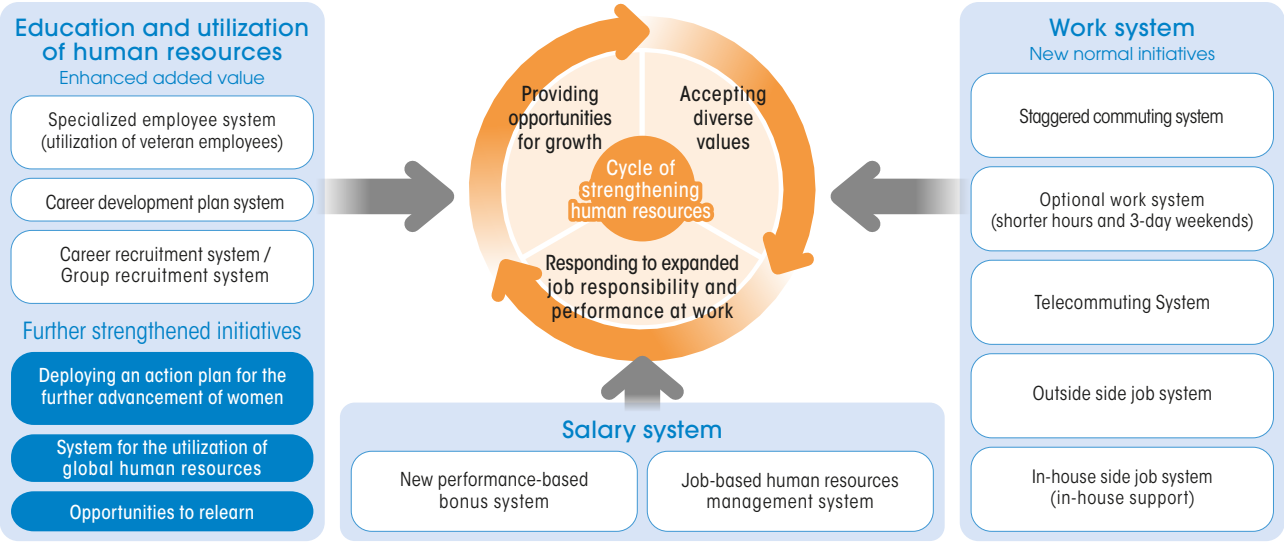 Education and utilization
of human resources
Enhanced added value
Specialized employee system
(utilization of veteran employees)
Career development plan system
Career recruitment system /
Group recruitment system
Further strengthened initiatives
Deploying an action plan for the
further advancement of women
System for the utilization of
global human resources
Opportunities to relearn
Providing
opportunities
for growth
Accepting
diverse
values
Cycle of
strengthening
human resources
Responding to expanded
job responsibility and
performance at work
Salary system
New performance-based
bonus system
Job-based human resources
management system
Work system
New normal initiatives
Staggered commuting system
Optional work system
(shorter hours and 3-day weekends)
Telecommuting System
Outside side job system
In-house side job system
(in-house support)